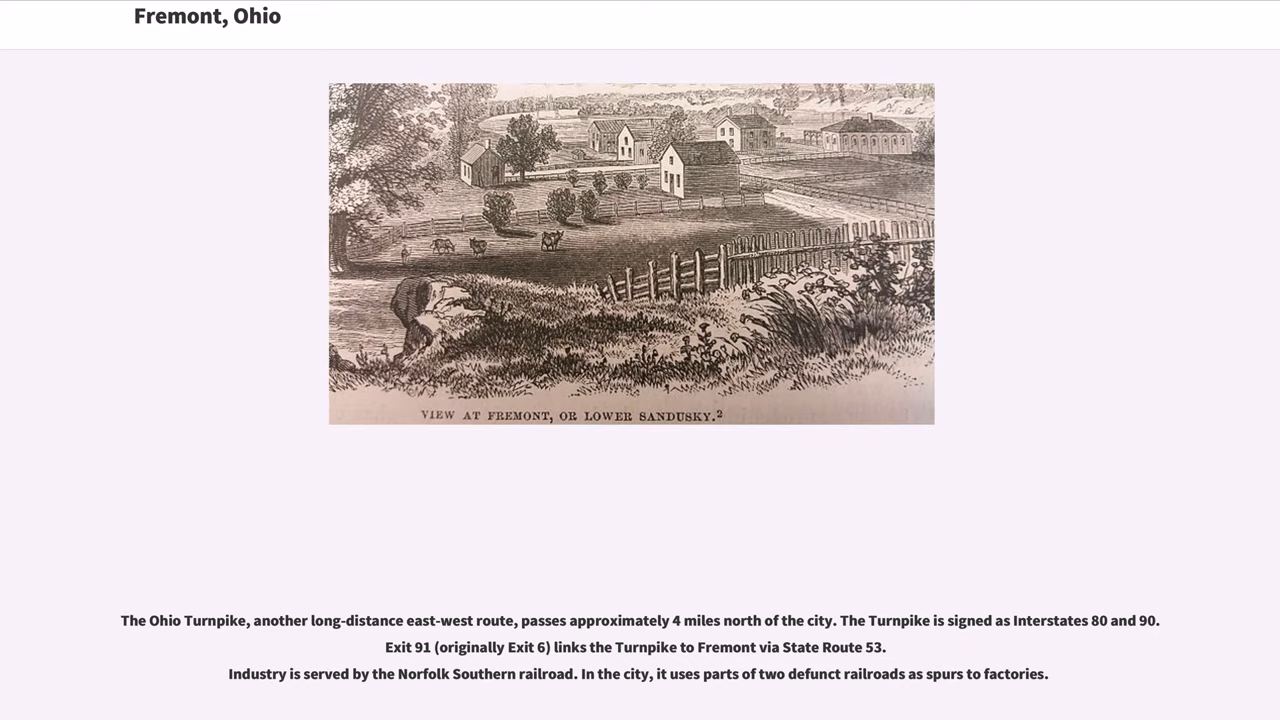 Fremont, Ohio
VIEW AT FREMONT, OR LOWER SANDUSKY.2
The Ohio Turnpike, another long-distance east-west route, passes approximately 4 miles north of the city. The Turnpike is signed as Interstates 80 and 90.
Exit 91 (originally Exit 6) links the Turnpike to Fremont via State Route 53.
Industry is served by the Norfolk Southern railroad. In the city, it uses parts of two defunct railroads as spurs to factories.